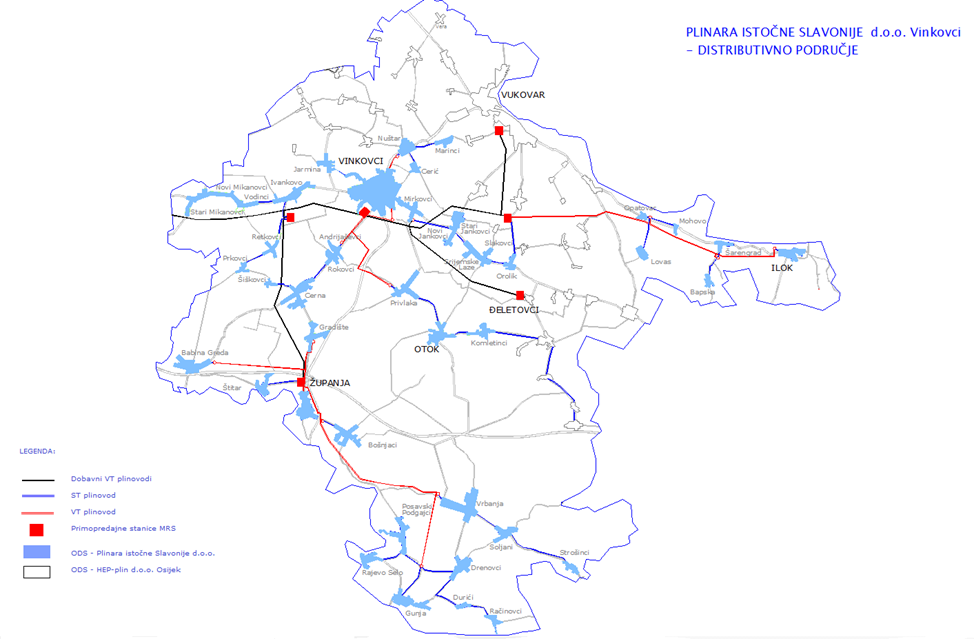 PLINARA ISTOČNE SLAVONIJE d.o.o. Vinkovci
- DISTRIBUTIVNO PODRUČJE
Vera
VUKOVAR
Nuštar
Marinci
VINKOVCI
Jarmina
Cerić
Ivankovo
Novi Mikanovci
Vodinci
Mirkovci
Stari Mikanovci
Opatovac
Mohovo
Stari
Jankovci
Novi
Jankovci
Retkovci
Andrijaševci
Slakovci
Šarengrad
Prkovci
Rokovci
Srijemske
Laze
Lovas
ILOK
Šiškovci
Orolik
Bapska
Cerna
Privlaka
ĐELETOVCI
Gradište
Komletinci
OTOK
Babina Greda
Štitar
ŽUPANJA
Bošnjaci
LEGENDA:
Dobavni VT plinovodi
ST plinovod
VT plinovod
Primopredajne stanice MRS
ODS - Plinara istočne Slavonije d.o.o.
ODS - HEP-plin d.o.o. Osijek
Posavski
Podgajci
Vrbanja
Soljani
Strošinci
Rajevo Selo
Drenovci
Gunja
Đurići
Račinovci